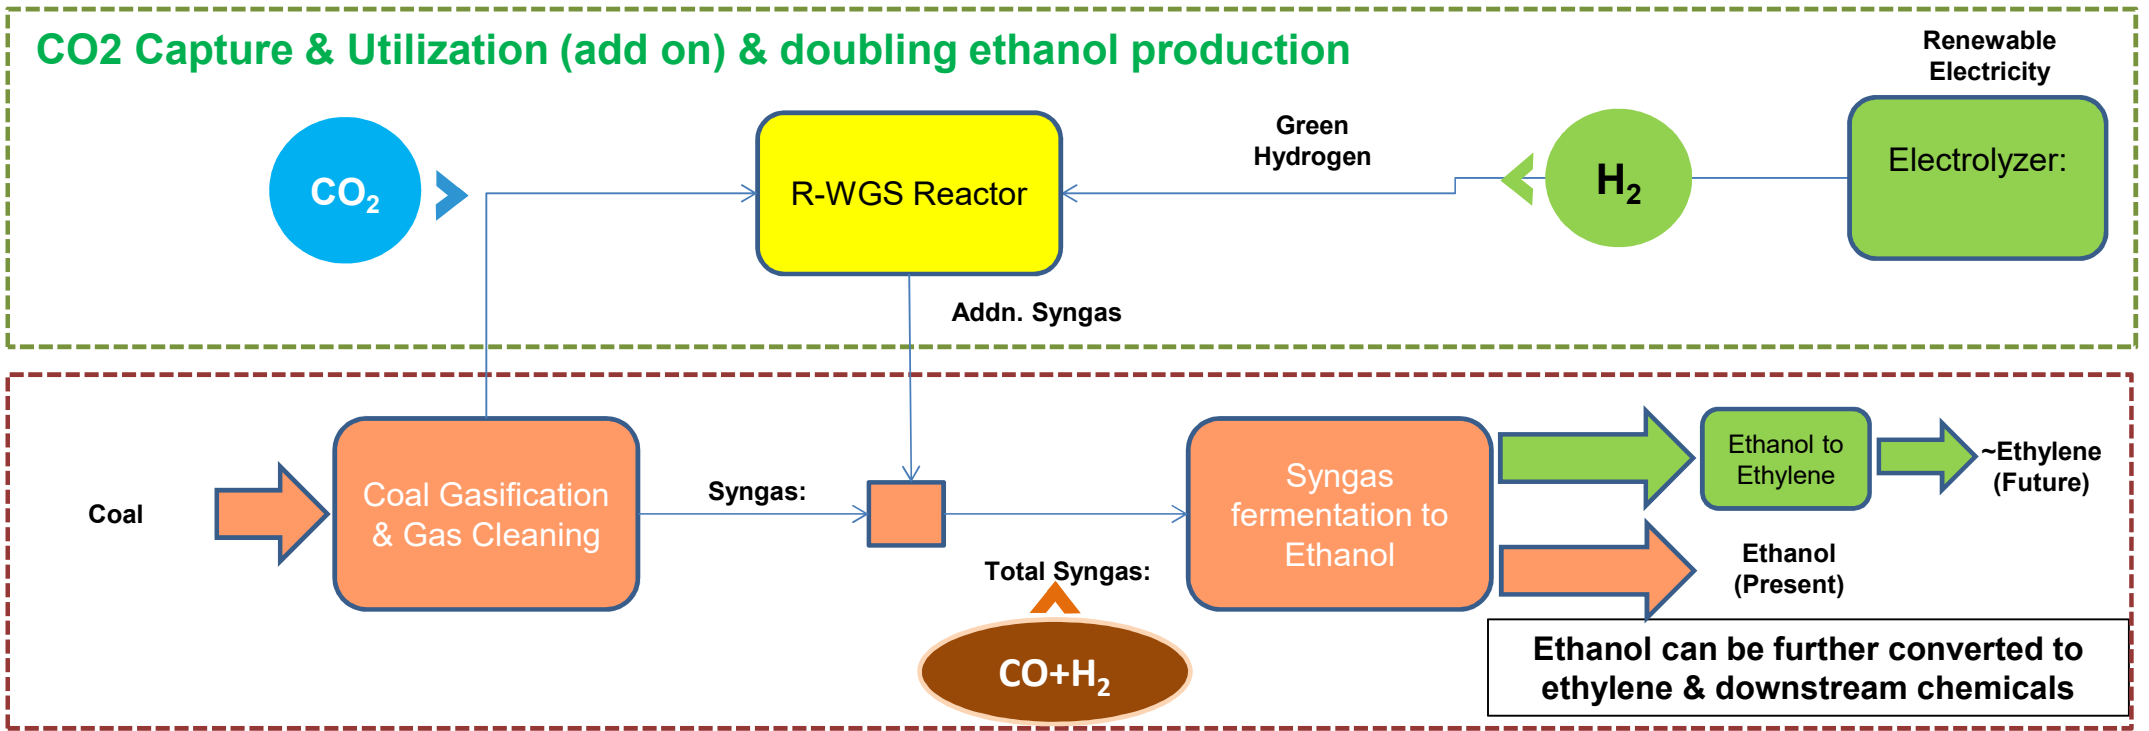 CO2 Capture & Utilization (add on) & doubling ethanol production
Renewable
Electricity
CO₂
R-WGS Reactor
Green
Hydrogen
H₂
Electrolyzer:
Addn. Syngas
Coal
Coal Gasification
& Gas Cleaning
Syngas:
Total Syngas:
CO+H₂
Syngas
fermentation to
Ethanol
Ethanol to
Ethylene
~Ethylene
(Future)
Ethanol
(Present)
Ethanol can be further converted to
ethylene & downstream chemicals